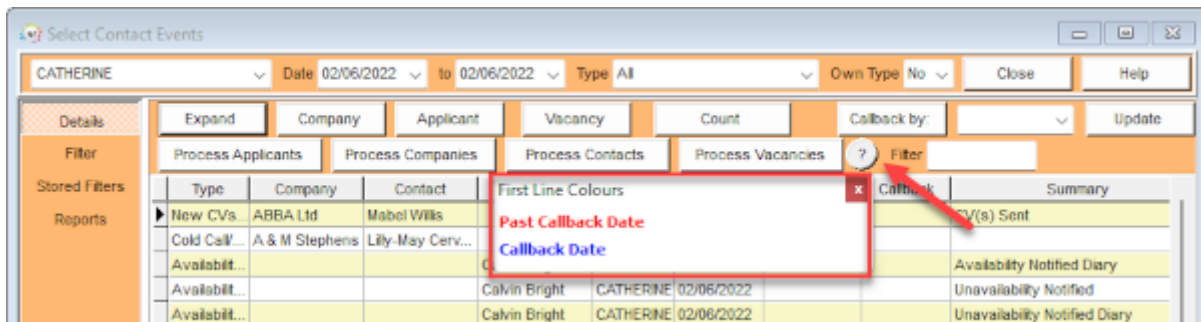 Select Contact Events
CATHERINE Date 02/06/2022 to 02/06/2022 Type All Own Type No Close Help
Details Expand Company Applicant Vacancy Count Callback by: Update
Filter Process Applicants Process Companies Process Contacts Process Vacancies ? Filter
Stored Filters Type Company Contact First Line Colours x Callback Summary
Reports New CVs... ABBA Ltd Mabel Willis Past Callback Date CV(s) Sent
Cold Call/... A & M Stephens Lilly-May Cerv... Callback Date
Availabilit... Availability Notified Diary
Availabilit... Calvin Bright CATHERINE 02/06/2022 Unavailability Notified
Availabilit... Calvin Bright CATHERINE 02/06/2022 Unavailability Notified Diary